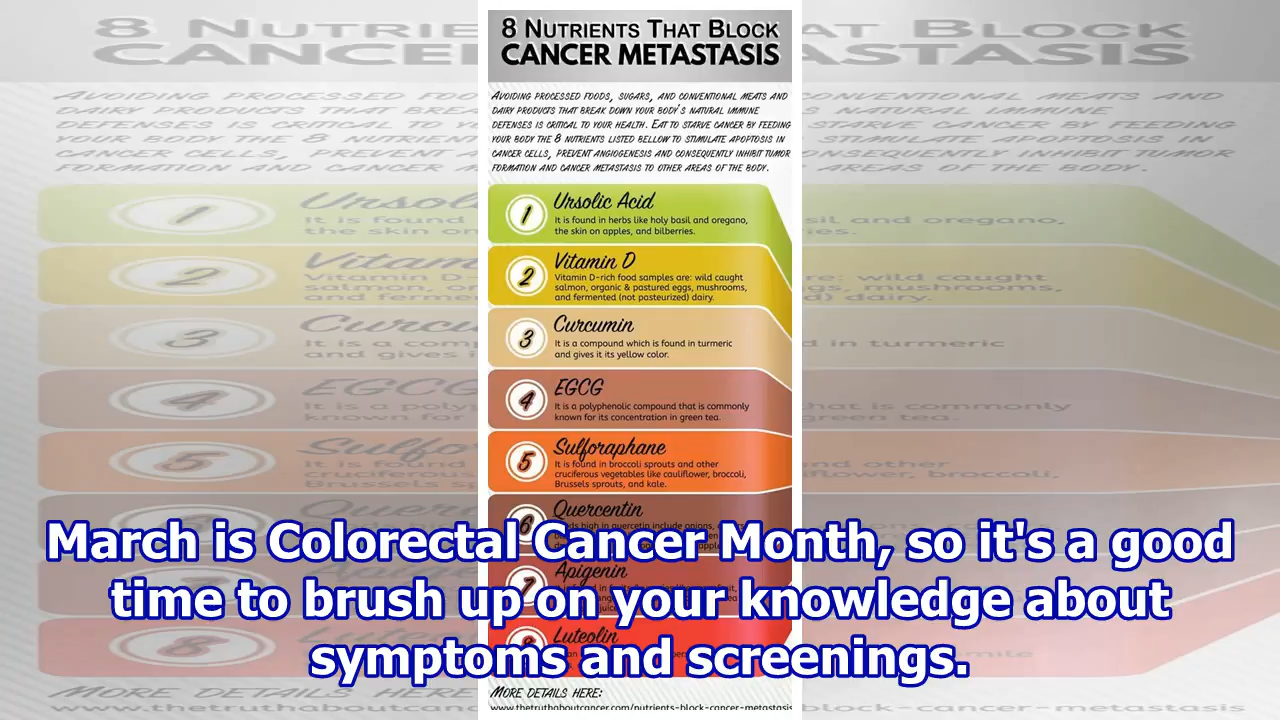 8 Nutrients That Block
CANCER METASTASIS
Avoiding processed foods, sugars, and conventional meats and
dairy products that break down your body's natural immune
defenses is critical to your health. Eat to starve cancer by feeding
your body the 8 nutrients listed bellow to stimulate apoptosis in
cancer cells, prevent angiogenesis and consequently inhibit tumor
formation and cancer metastasis to other areas of the body.
1
Ursolic Acid
It is found in herbs like holy basil and oregano,
the skin on apples, and bilberries.
2
Vitamin D
Vitamin D-rich food samples are: wild caught
salmon, organic & pastured eggs, mushrooms,
and fermented (not pasteurized) dairy.
3
Curcumin
It is a compound which is found in turmeric
and gives it its yellow color.
4
EGCG
It is a polyphenolic compound that is commonly
known for its concentration in green tea.
5
Sulforaphane
It is found in broccoli sprouts and other
cruciferous vegetables like cauliflower, broccoli,
Brussels sprouts, and kale.
6
Quercentin
high in quercetin include onions,
7
Apigenin
8
Luteolin
March is Colorectal Cancer Month, so it's a good
time to brush up on your knowledge about
symptoms and screenings.
More details here:
www.thetruthaboutcancer.com/nutrients-block-cancer-metastasis